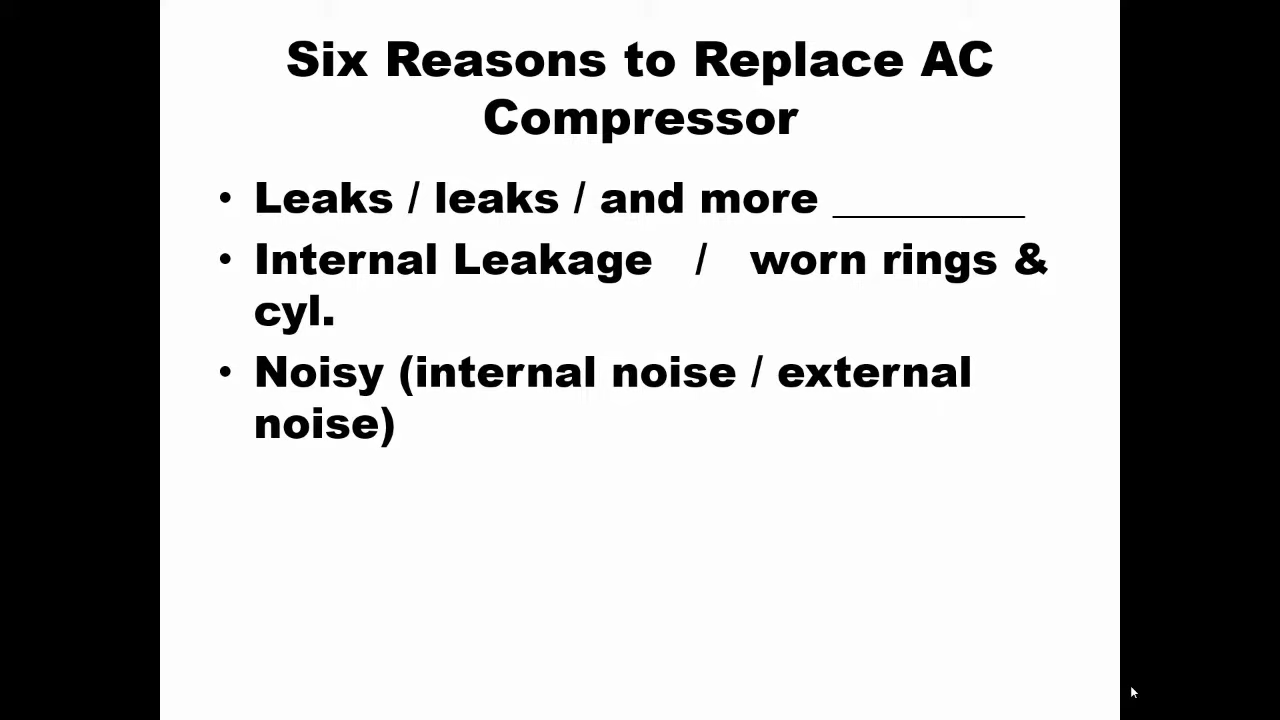 Six Reasons to Replace AC
Compressor
• Leaks / leaks / and more _________
• Internal Leakage / worn rings &
cyl.
• Noisy (internal noise / external
noise)